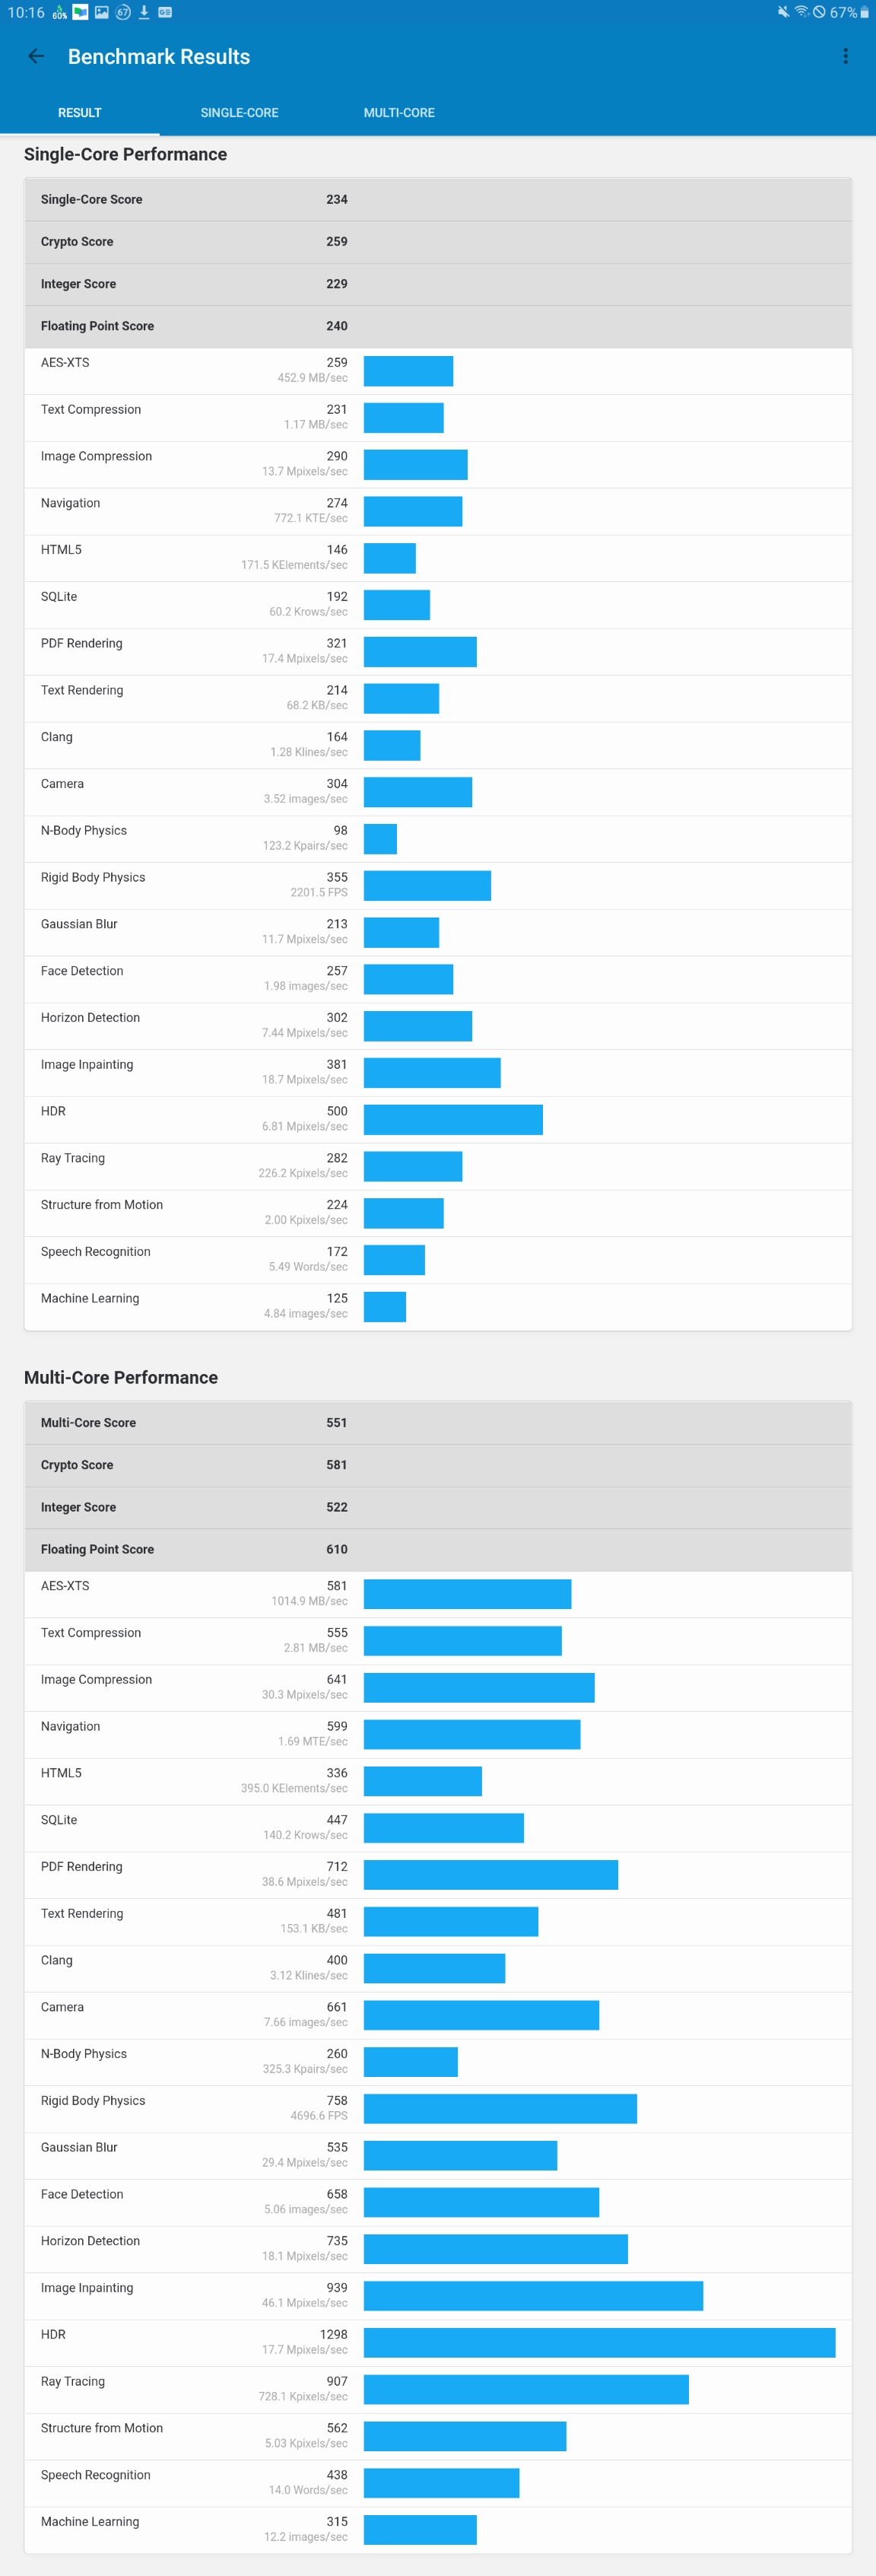 10:16 60% 67 GE 67%
Benchmark Results
RESULT SINGLE-CORE MULTI-CORE
Single-Core Performance
Single-Core Score 234
Crypto Score 259
Integer Score 229
Floating Point Score 240
AES-XTS 259
452.9 MB/sec
Text Compression 231
1.17 MB/sec
Image Compression 290
13.7 Mpixels/sec
Navigation 274
772.1 KTE/sec
HTML5 146
171.5 KElements/sec
SQLite 192
60.2 Krows/sec
PDF Rendering 321
17.4 Mpixels/sec
Text Rendering 214
68.2 KB/sec
Clang 164
1.28 Klines/sec
Camera 304
3.52 images/sec
N-Body Physics 98
123.2 Kpairs/sec
Rigid Body Physics 355
2201.5 FPS
Gaussian Blur 213
11.7 Mpixels/sec
Face Detection 257
1.98 images/sec
Horizon Detection 302
7.44 Mpixels/sec
Image Inpainting 381
18.7 Mpixels/sec
HDR 500
6.81 Mpixels/sec
Ray Tracing 282
226.2 Kpixels/sec
Structure from Motion 224
2.00 Kpixels/sec
Speech Recognition 172
5.49 Words/sec
Machine Learning 125
4.84 images/sec
Multi-Core Performance
Multi-Core Score 551
Crypto Score 581
Integer Score 522
Floating Point Score 610
AES-XTS 581
1014.9 MB/sec
Text Compression 555
2.81 MB/sec
Image Compression 641
30.3 Mpixels/sec
Navigation 599
1.69 MTE/sec
HTML5 336
395.0 KElements/sec
SQLite 447
140.2 Krows/sec
PDF Rendering 712
38.6 Mpixels/sec
Text Rendering 481
153.1 KB/sec
Clang 400
3.12 Klines/sec
Camera 661
7.66 images/sec
N-Body Physics 260
325.3 Kpairs/sec
Rigid Body Physics 758
4696.6 FPS
Gaussian Blur 535
29.4 Mpixels/sec
Face Detection 658
5.06 images/sec
Horizon Detection 735
18.1 Mpixels/sec
Image Inpainting 939
46.1 Mpixels/sec
HDR 1298
17.7 Mpixels/sec
Ray Tracing 907
728.1 Kpixels/sec
Structure from Motion 562
5.03 Kpixels/sec
Speech Recognition 438
14.0 Words/sec
Machine Learning 315
12.2 images/sec